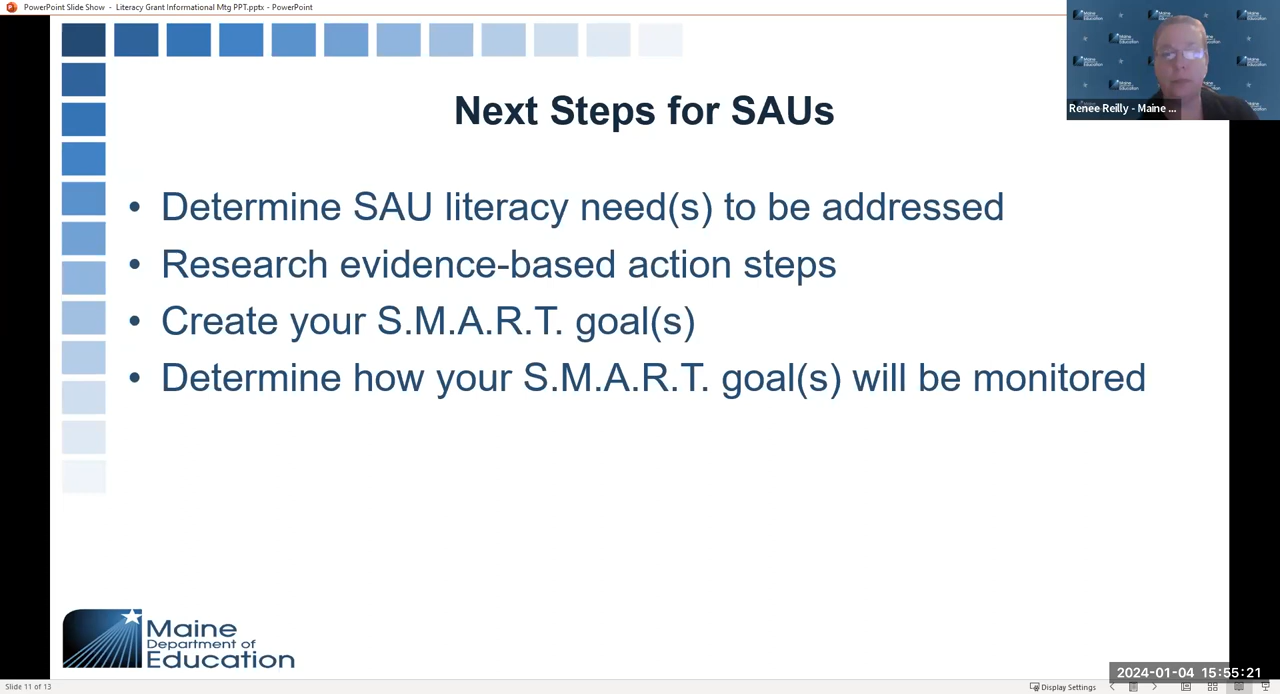 PowerPoint Slide Show - Literacy Grant Informational Mtg PPT.pptx - PowerPoint
Renee Reilly - Maine ...
Next Steps for SAUs
• Determine SAU literacy need(s) to be addressed
• Research evidence-based action steps
• Create your S.M.A.R.T. goal(s)
• Determine how your S.M.A.R.T. goal(s) will be monitored
Maine
Department of
Education
2024-01-04 15:55:21
Slide 11 of 13
Display Settings